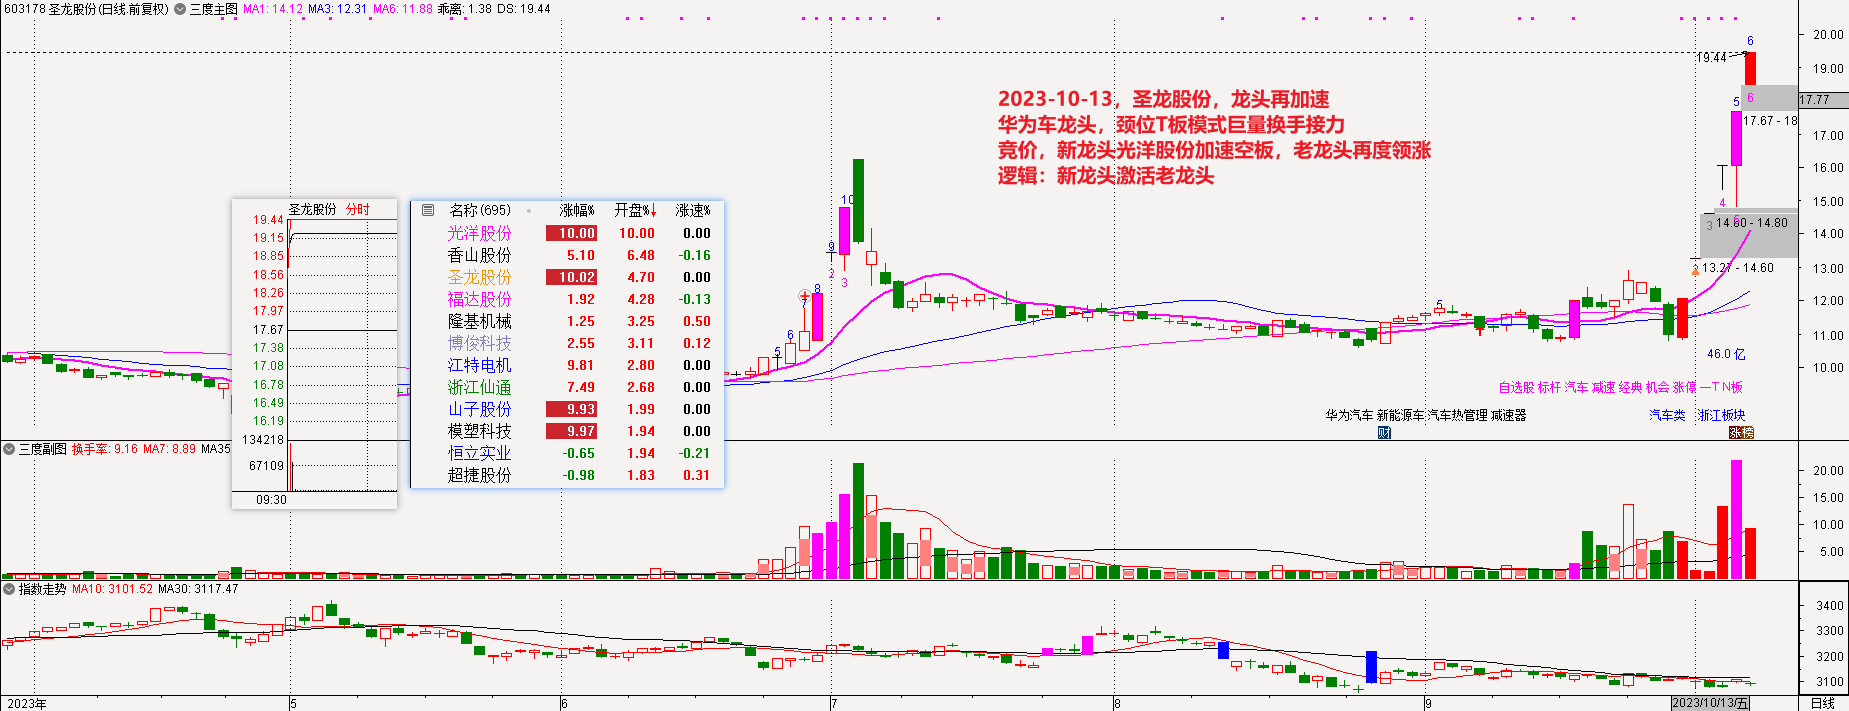 603178 圣龙股份(日线.前复权) 三度主图 MA1: 14.12 MA3: 12.31 MA6: 11.88 乖离: 1.38 DS: 19.44
20.00
19.00
17.77
17.00
16.00
15.00
14.00
13.00
12.00
11.00
10.00
6
19.44
6
5
17.67 - 18
4
5
3
14.60 - 14.80
2
13.27 - 14.60
46.0 亿
2023-10-13，圣龙股份，龙头再加速
华为车龙头，颈位T板模式巨量换手接力
竞价，新龙头光洋股份加速空板，老龙头再度领涨
逻辑：新龙头激活老龙头
10
9
8
7
6
5
2
3
5
自选股 标杆 汽车 减速 经典 机会 涨停 一T N板
华为汽车 新能源车 汽车热管理 减速器
汽车类 浙江板块
财
涨榜
圣龙股份 分时
19.44
19.15
18.85
18.56
18.26
17.97
17.67
17.38
17.08
16.78
16.49
16.19
134218
67109
09:30
名称(695) 涨幅% 开盘%↓ 涨速%
光洋股份 10.00 10.00 0.00
香山股份 5.10 6.48 -0.16
圣龙股份 10.02 4.70 0.00
福达股份 1.92 4.28 -0.13
隆基机械 1.25 3.25 0.50
博俊科技 2.55 3.11 0.12
江特电机 9.81 2.80 0.00
浙江仙通 7.49 2.68 0.00
山子股份 9.93 1.99 0.00
模塑科技 9.97 1.94 0.00
恒立实业 -0.65 1.94 -0.21
超捷股份 -0.98 1.83 0.31
三度副图 换手率: 9.16 MA7: 8.89 MA35
20.00
15.00
10.00
5.00
指数走势 MA10: 3101.52 MA30: 3117.47
3400
3300
3200
3100
2023年 5 6 7 8 9 2023/10/13/五 日线